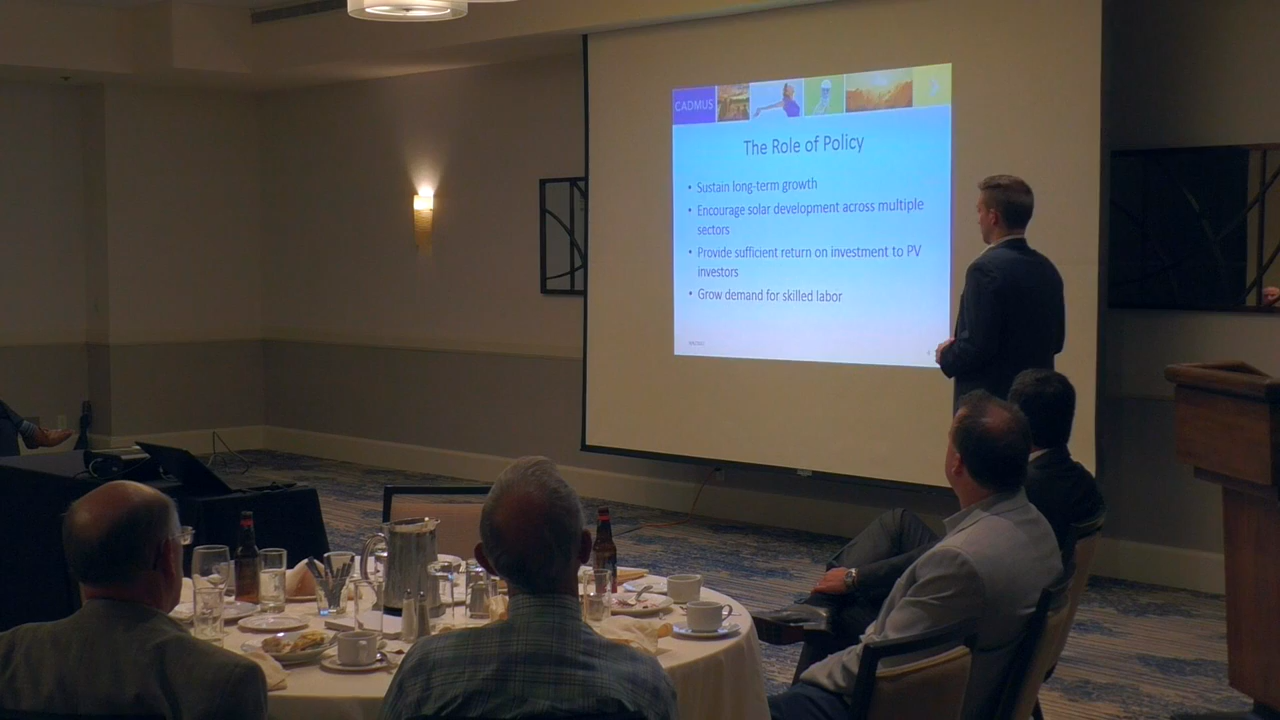 CADMUS
The Role of Policy
• Sustain long-term growth
• Encourage solar development across multiple
sectors
• Provide sufficient return on investment to PV
investors
• Grow demand for skilled labor